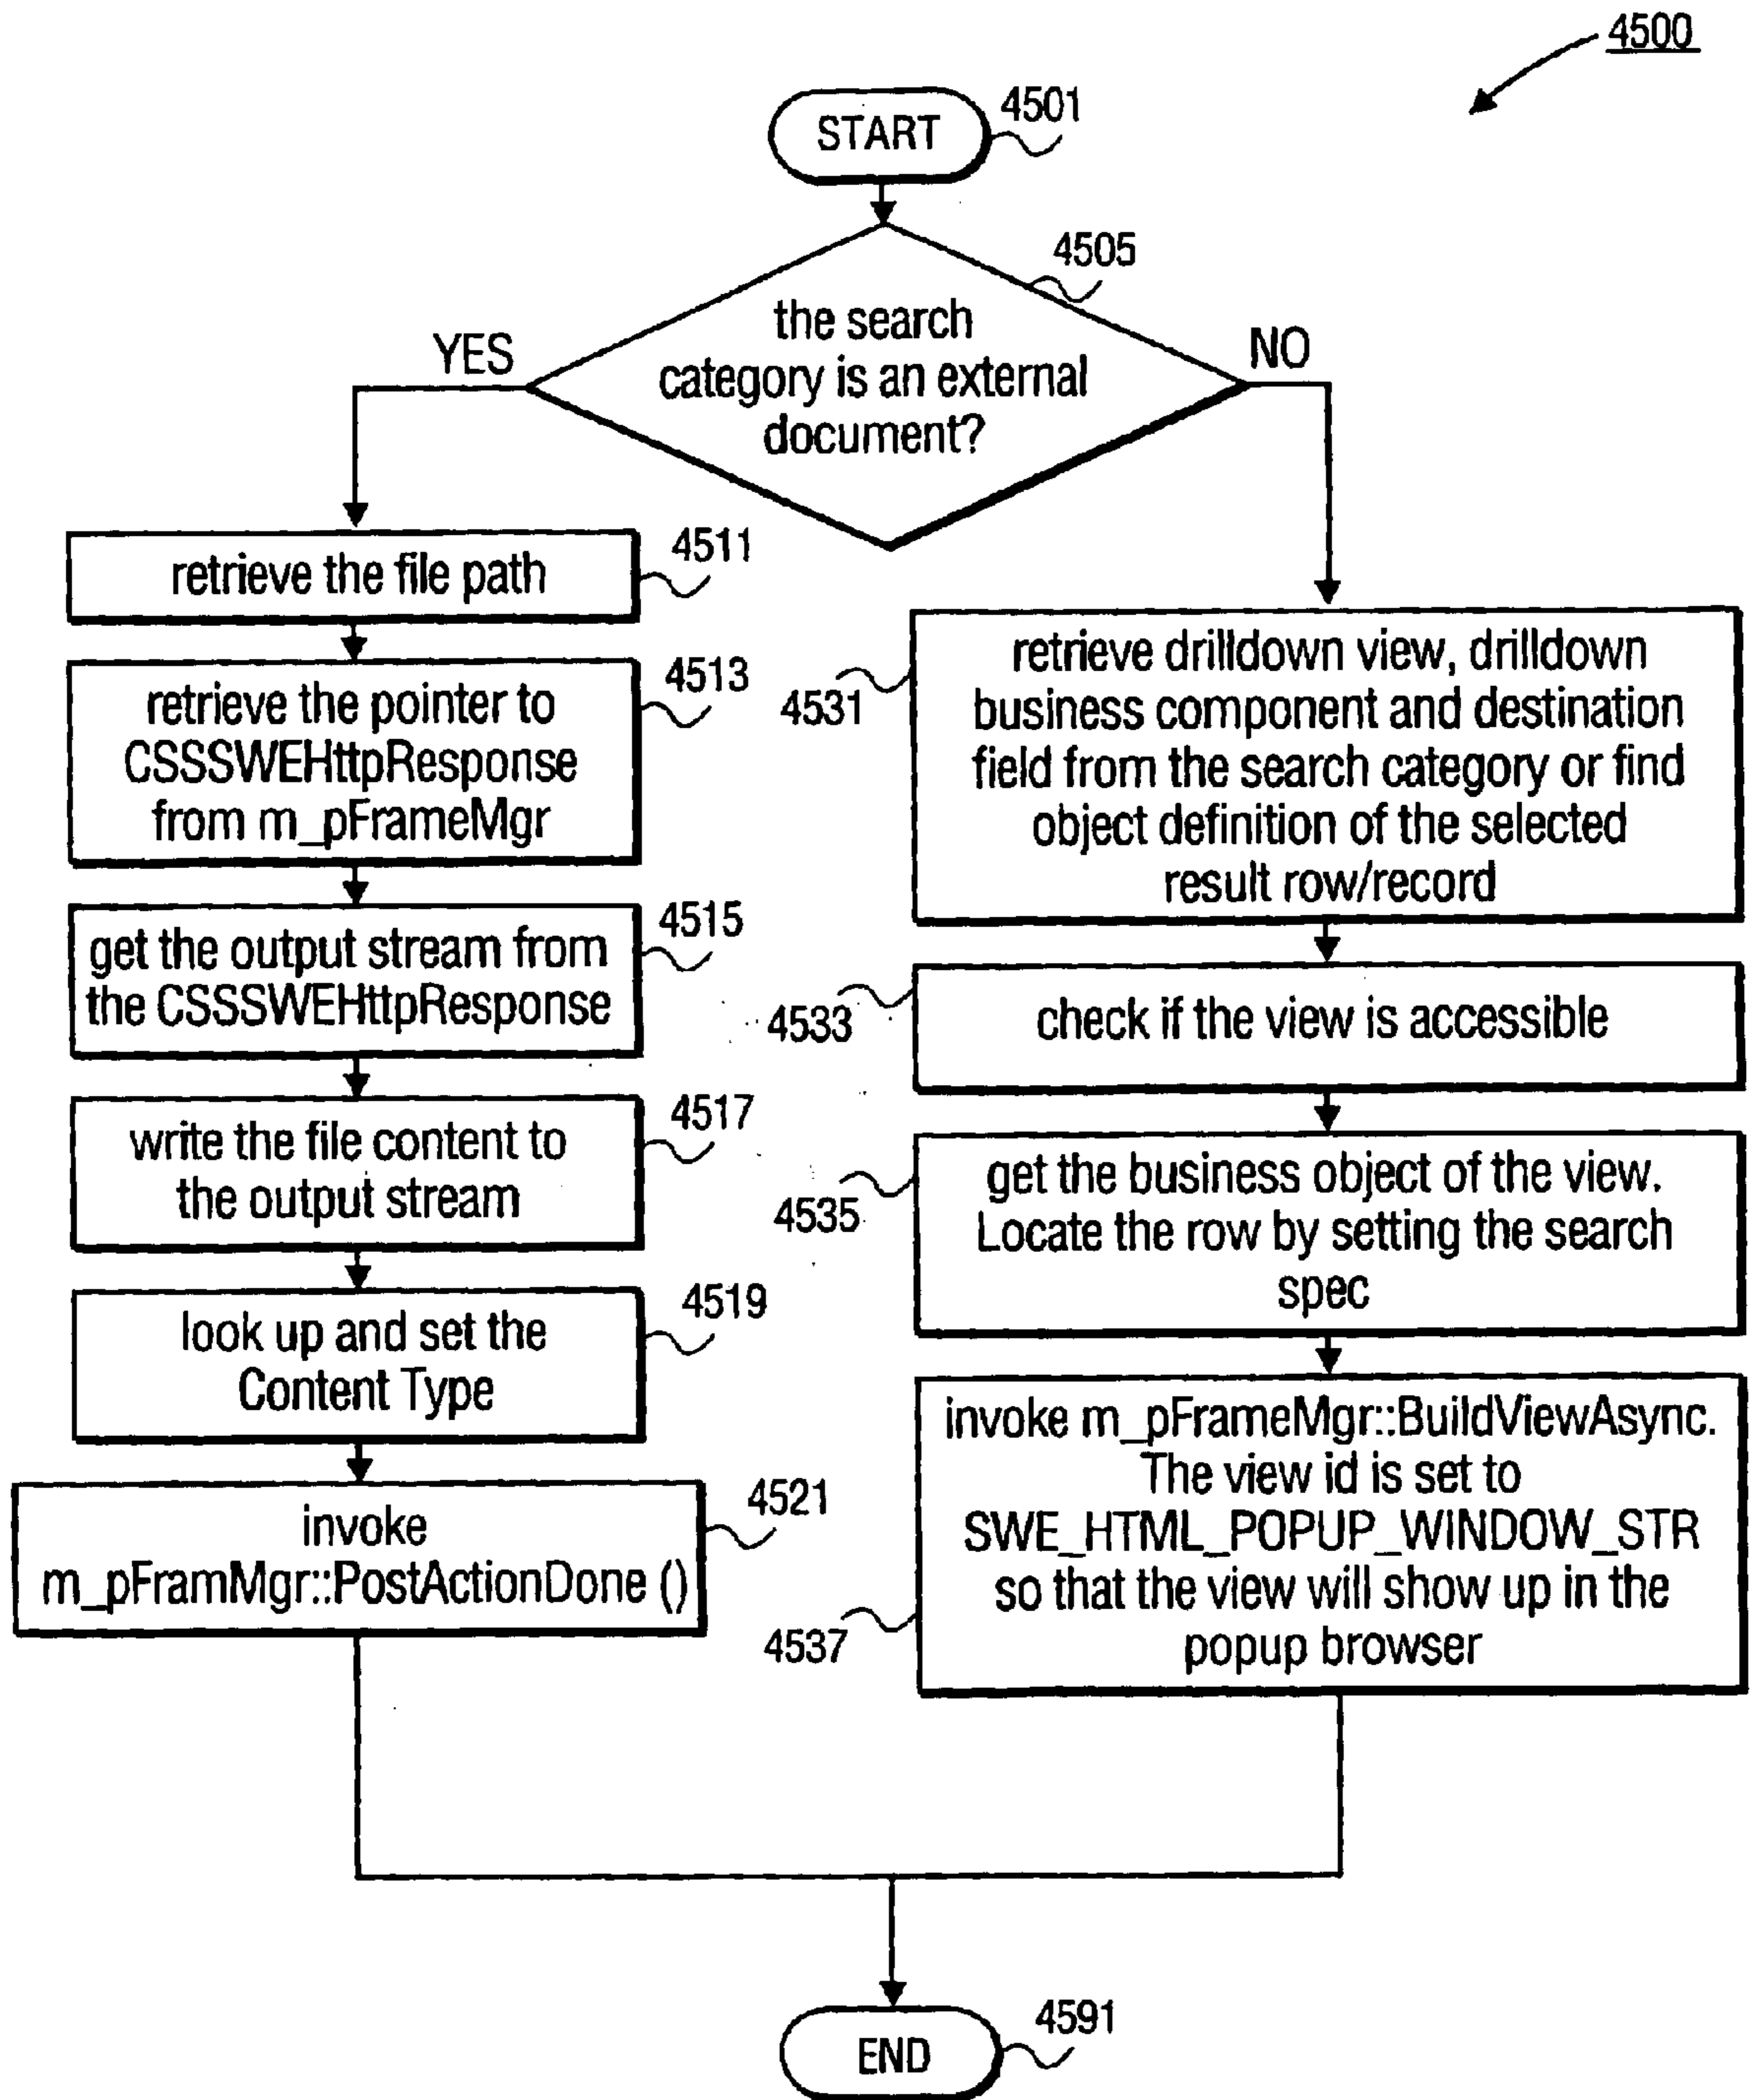 4500
START
4501
4505
the search
category is an external
document?
YES
NO
retrieve the file path
4511
retrieve the pointer to
CSSSWEHttpResponse
from m_pFrameMgr
4513
get the output stream from
the CSSSWEHttpResponse
4515
write the file content to
the output stream
4517
look up and set the
Content Type
4519
invoke
m_pFramMgr::PostActionDone ()
4521
4531
retrieve drilldown view, drilldown
business component and destination
field from the search category or find
object definition of the selected
result row/record
4533
check if the view is accessible
4535
get the business object of the view.
Locate the row by setting the search
spec
4537
invoke m_pFrameMgr::BuildViewAsync.
The view id is set to
SWE_HTML_POPUP_WINDOW_STR
so that the view will show up in the
popup browser
END
4591